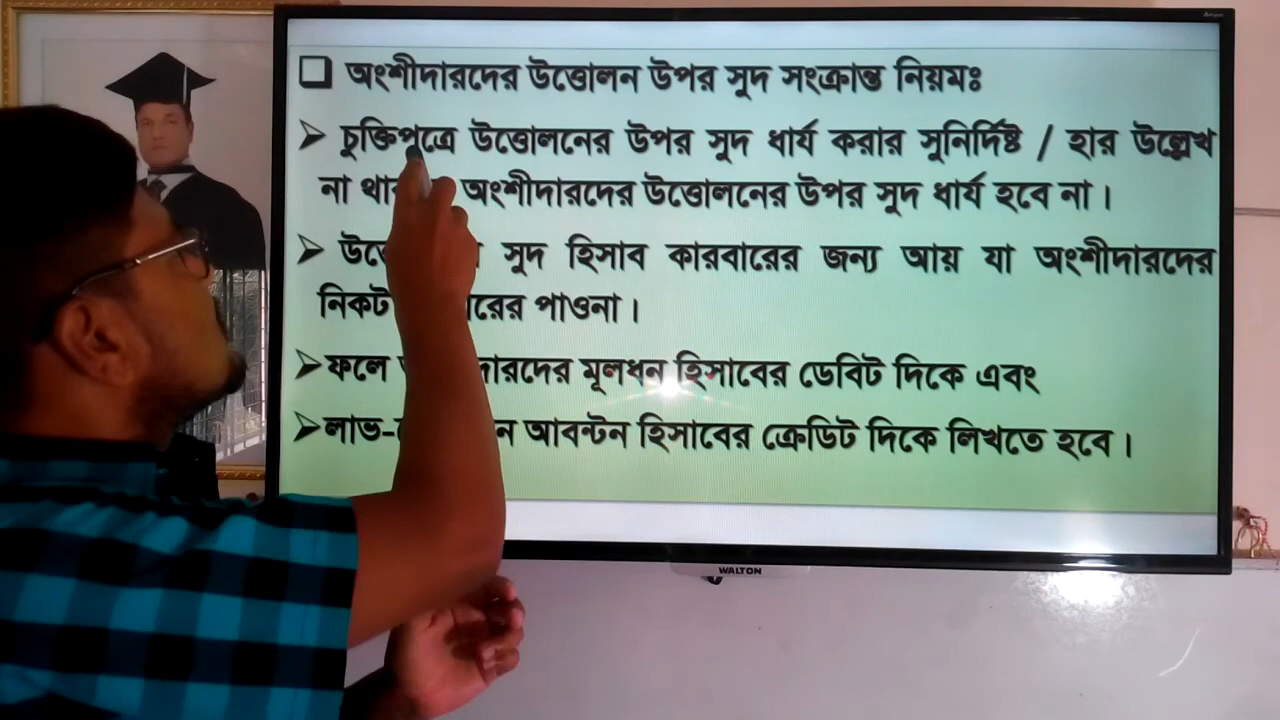 অংশীদারদের উত্তোলন উপর সুদ সংক্রান্ত নিয়মঃ
চুক্তিপত্রে উত্তোলনের উপর সুদ ধার্য করার সুনির্দিষ্ট / হার উল্লেখ
না অংশীদারদের উত্তোলনের উপর সুদ ধার্য হবে না।
সুদ হিসাব কারবারের জন্য আয় যা অংশীদারদের
নিকট পাওনা।
ফলে মূলধন হিসাবের ডেবিট দিকে এবং
লাভ- আবন্টন হিসাবের ক্রেডিট দিকে লিখতে হবে।
WALTON